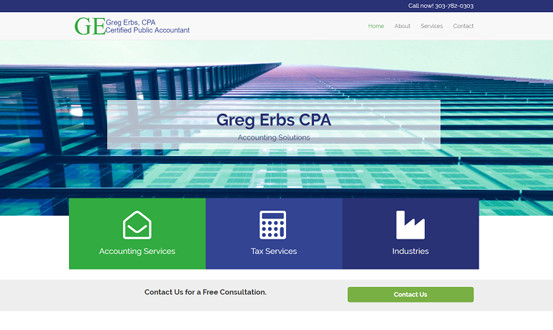 Call now! 303-782-0303
GE
Greg Erbs, CPA
Certified Public Accountant
Home About Services Contact
Greg Erbs CPA
Accounting Solutions
Accounting Services Tax Services Industries
Contact Us for a Free Consultation.
Contact Us